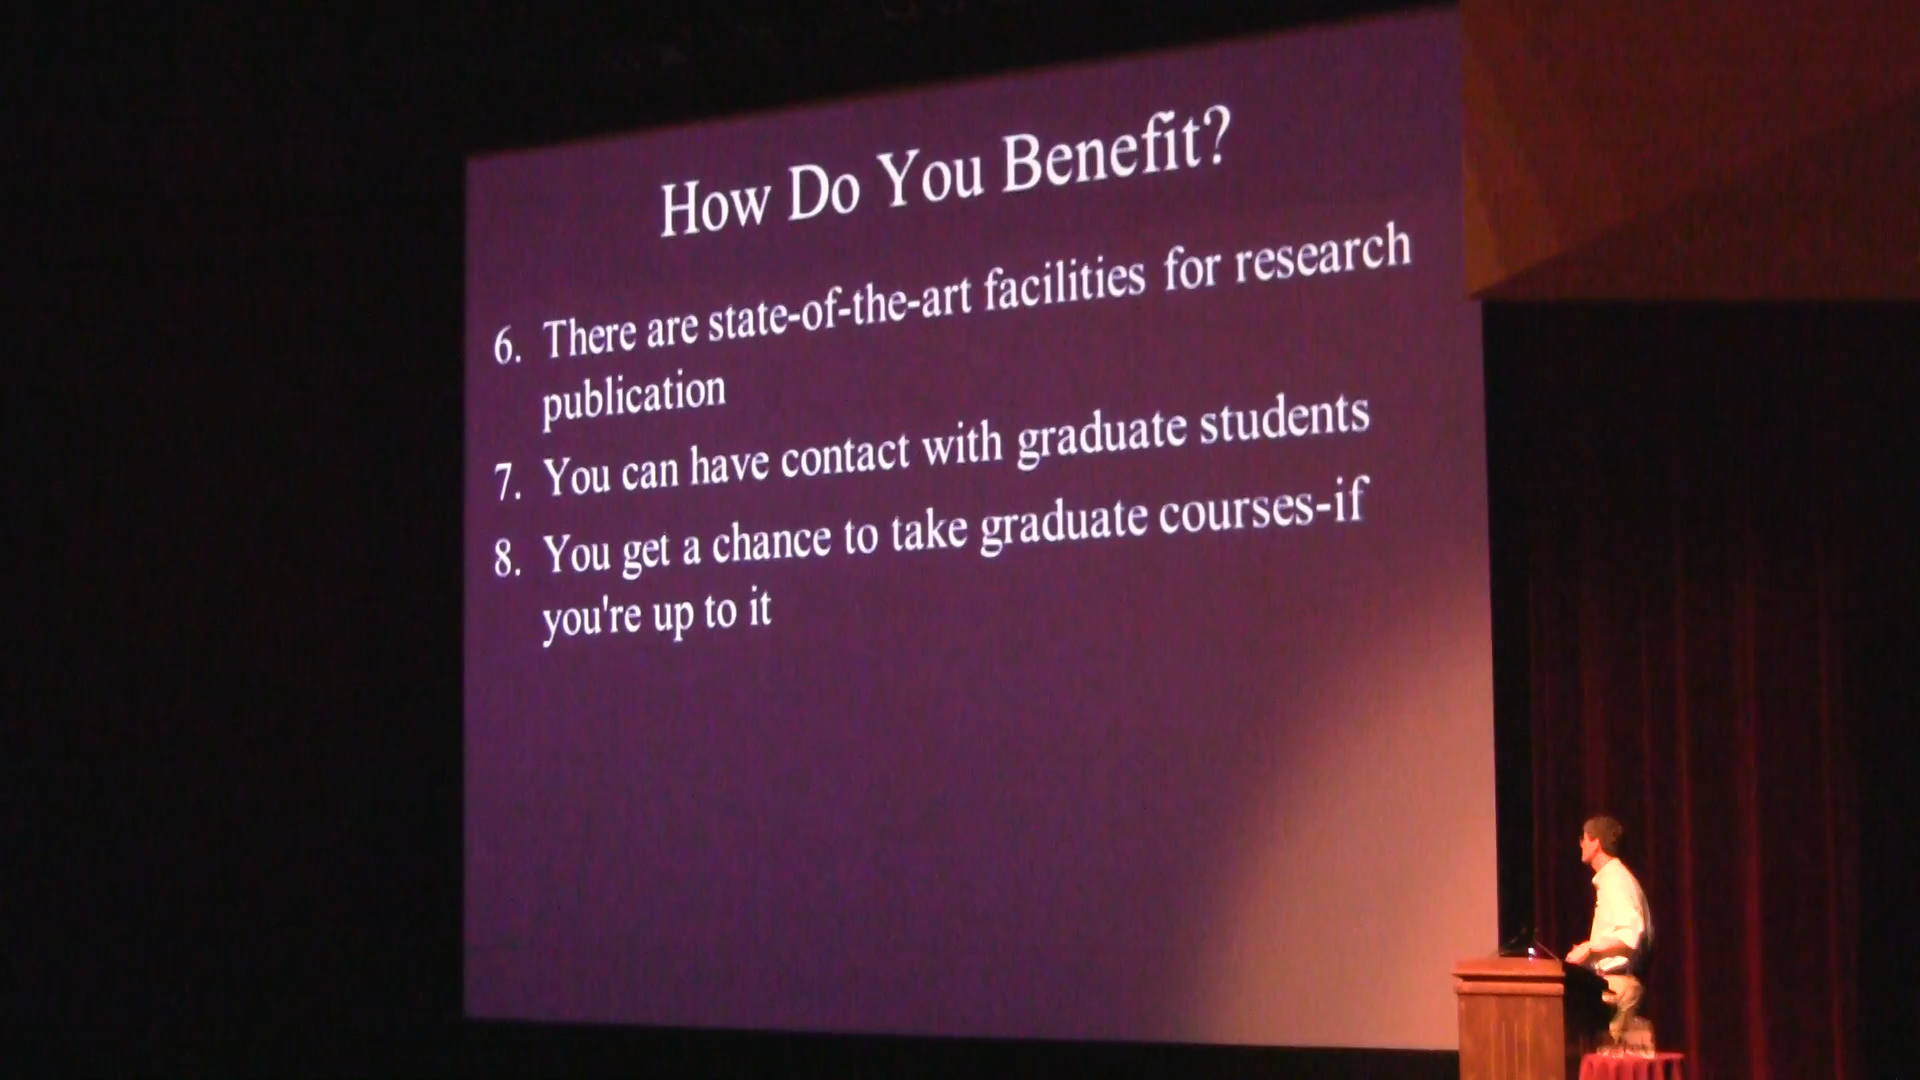 How Do You Benefit?
6. There are state-of-the-art facilities for research
publication
7. You can have contact with graduate students
8. You get a chance to take graduate courses-if
you're up to it